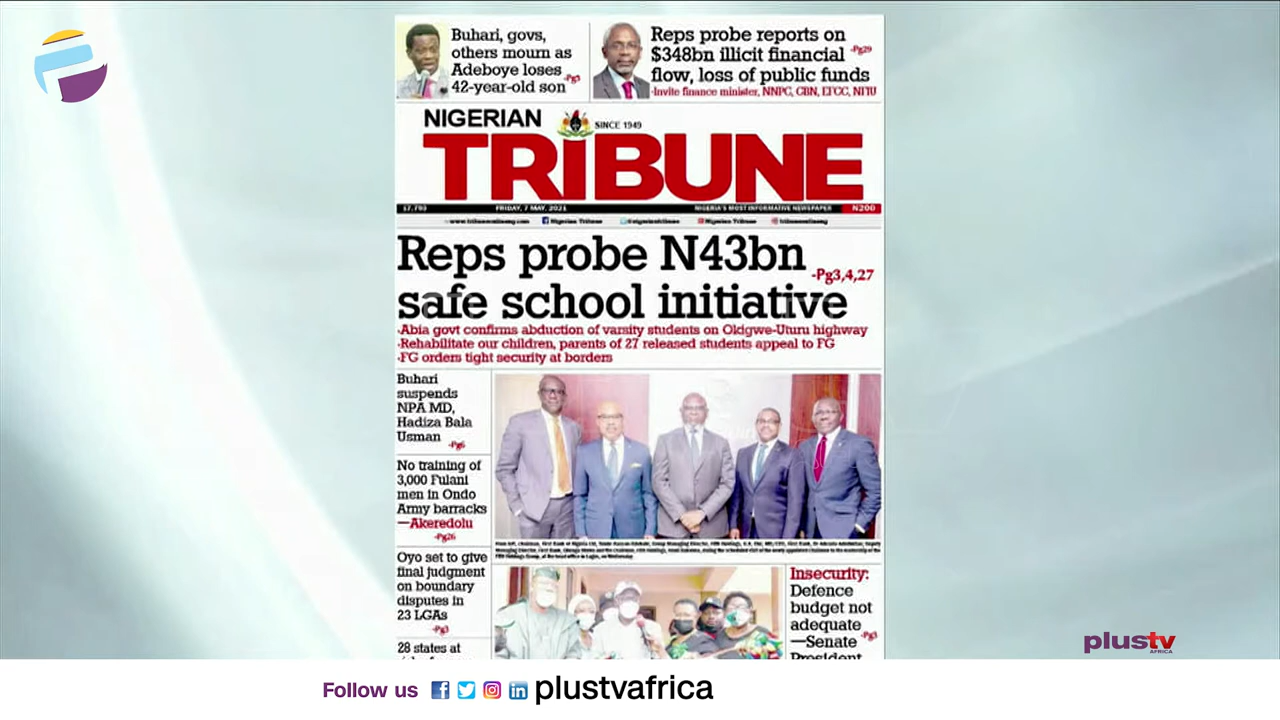 Buhari, govs,
others mourn as
Adeboye loses
42-year-old son
-Pg3
Reps probe reports on
$348bn illicit financial
flow, loss of public funds
-Pg29
•Invite finance minister, NNPC, CBN, EFCC, NFIU
NIGERIAN
SINCE 1949
TRIBUNE
FRIDAY, 7 MAY, 2021
NIGERIA'S MOST INFORMATIVE NEWSPAPER
N200
Nigerian Tribune
Nigerian Tribune
Reps probe N43bn
safe school initiative
-Pg3,4,27
•Abia govt confirms abduction of varsity students on Okigwe-Uturu highway
•Rehabilitate our children, parents of 27 released students appeal to FG
•FG orders tight security at borders
Buhari
suspends
NPA MD,
Hadiza Bala
Usman
-Pg6
No training of
3,000 Fulani
men in Ondo
Army barracks
—Akeredolu
-Pg26
Oyo set to give
final judgment
on boundary
disputes in
23 LGAs
-Pg3
28 states at
Insecurity:
Defence
budget not
adequate
—Senate
President
-Pg3
plustv
AFRICA
Follow us
plustvafrica